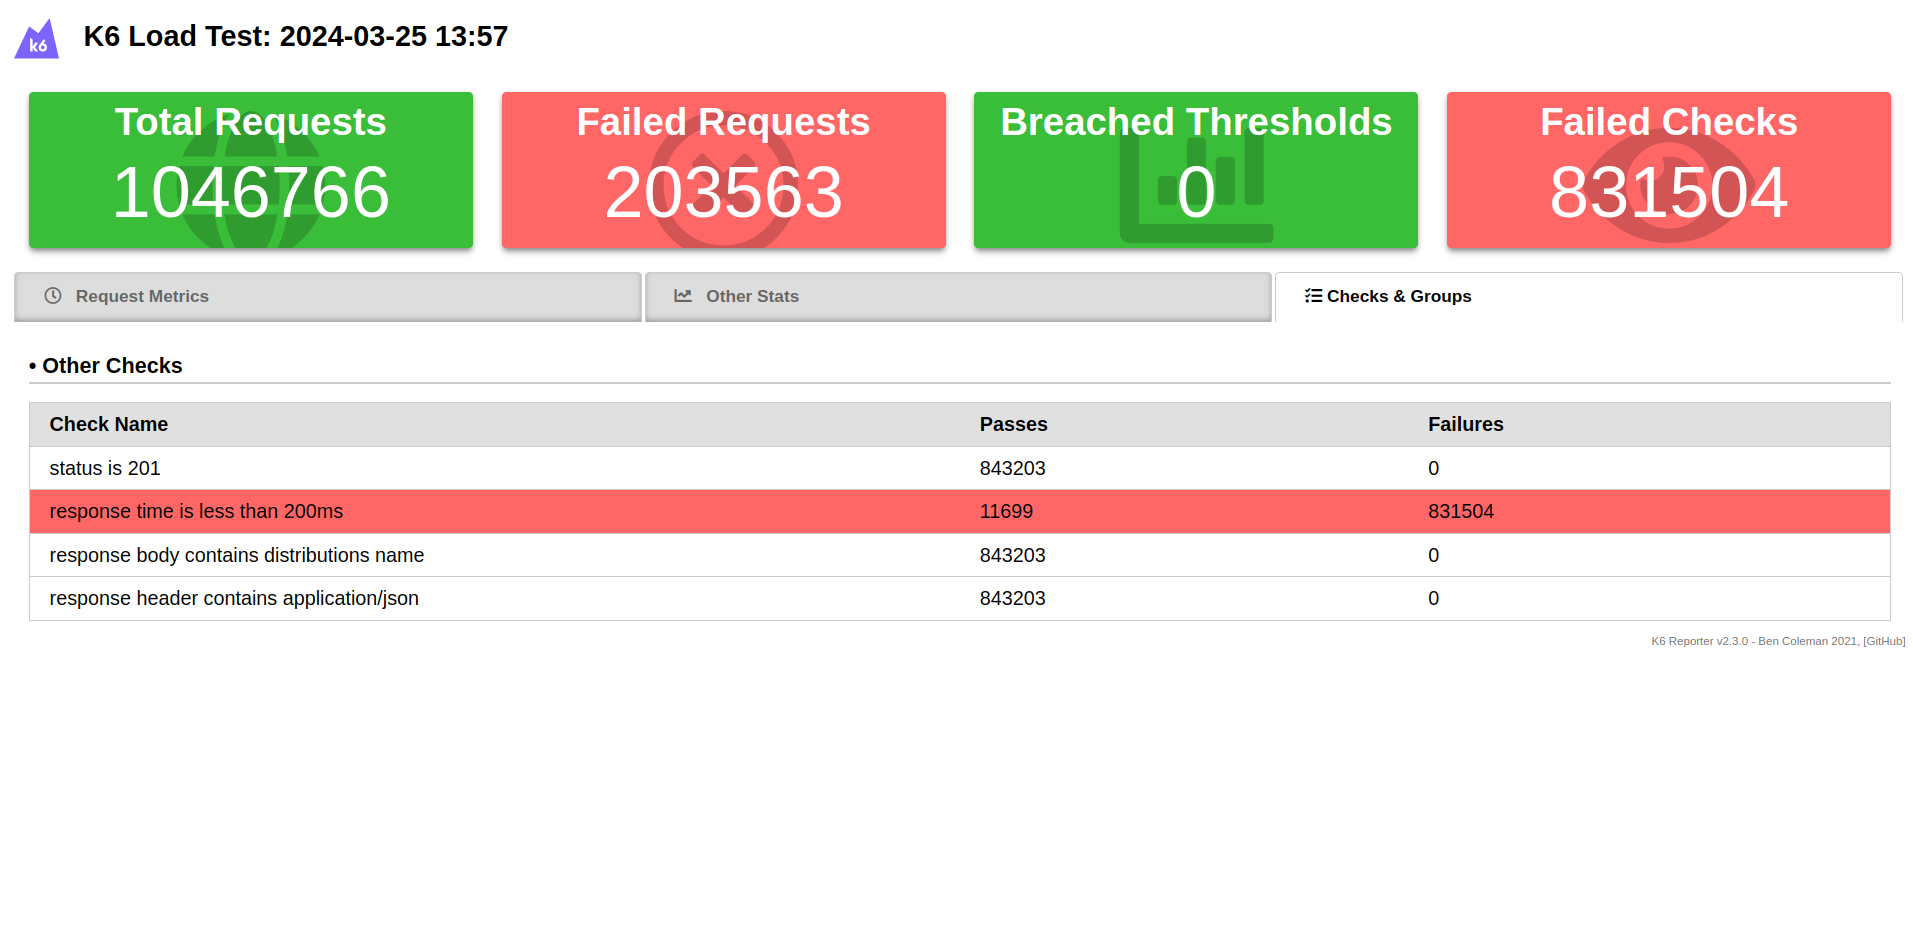 k6 K6 Load Test: 2024-03-25 13:57
Total Requests Failed Requests Breached Thresholds Failed Checks
1046766 203563 0 831504
Request Metrics Other Stats Checks & Groups
• Other Checks
Check Name Passes Failures
status is 201 843203 0
response time is less than 200ms 11699 831504
response body contains distributions name 843203 0
response header contains application/json 843203 0
K6 Reporter v2.3.0 - Ben Coleman 2021, [GitHub]